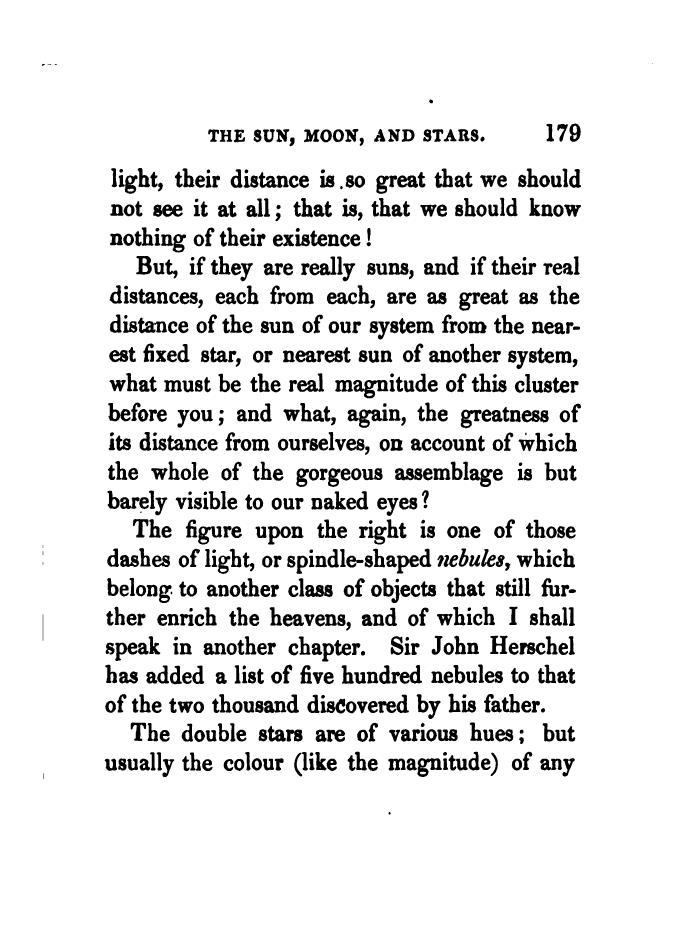 THE SUN, MOON, AND STARS. 179
light, their distance is so great that we should
not see it at all; that is, that we should know
nothing of their existence!
But, if they are really suns, and if their real
distances, each from each, are as great as the
distance of the sun of our system from the near-
est fixed star, or nearest sun of another system,
what must be the real magnitude of this cluster
before you; and what, again, the greatness of
its distance from ourselves, on account of which
the whole of the gorgeous assemblage is but
barely visible to our naked eyes?
The figure upon the right is one of those
dashes of light, or spindle-shaped nebules, which
belong to another class of objects that still fur-
ther enrich the heavens, and of which I shall
speak in another chapter. Sir John Herschel
has added a list of five hundred nebules to that
of the two thousand discovered by his father.
The double stars are of various hues; but
usually the colour (like the magnitude) of any